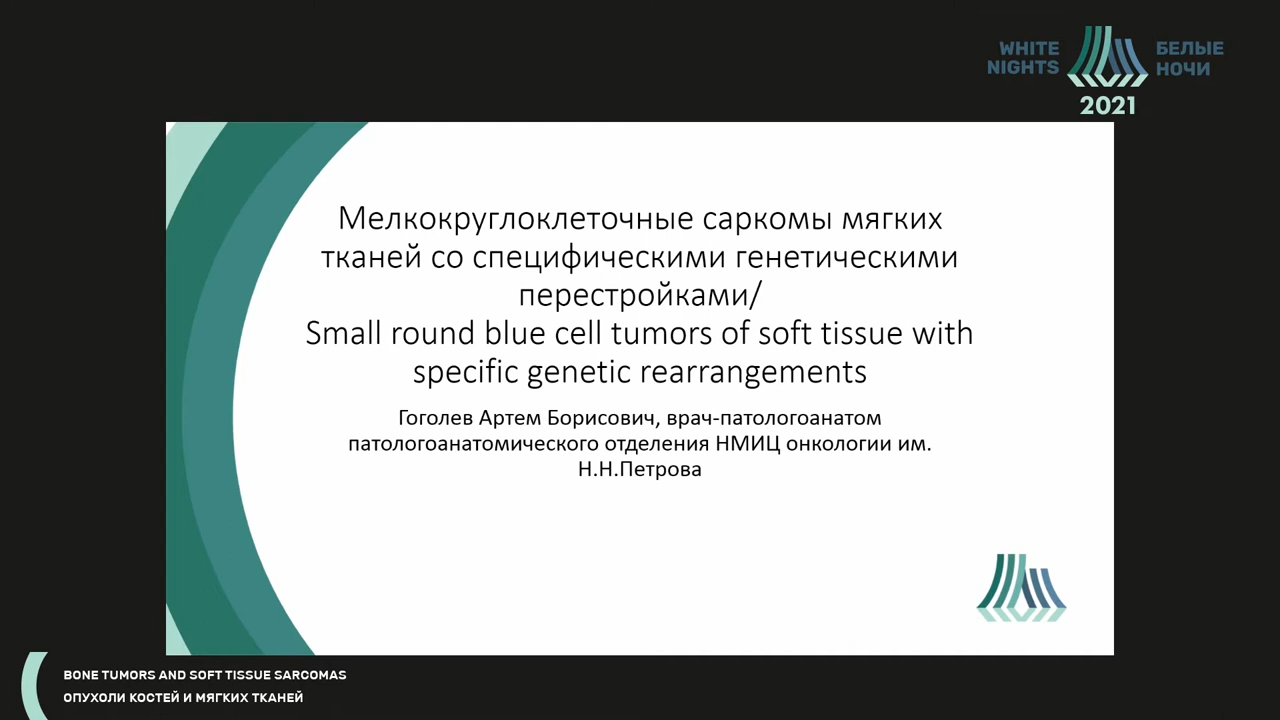 WHITE
NIGHTS
БЕЛЫЕ
НОЧИ
2021
Мелкокруглоклеточные саркомы мягких
тканей со специфическими генетическими
перестройками/
Small round blue cell tumors of soft tissue with
specific genetic rearrangements
Гоголев Артем Борисович, врач-патологоанатом
патологоанатомического отделения НМИЦ онкологии им.
Н.Н.Петрова
BONE TUMORS AND SOFT TISSUE SARCOMAS
ОПУХОЛИ КОСТЕЙ И МЯГКИХ ТКАНЕЙ